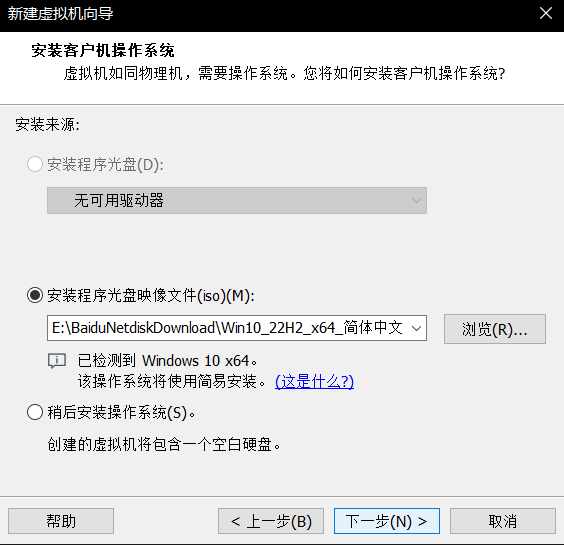 新建虚拟机向导
安装客户机操作系统
虚拟机如同物理机，需要操作系统。您将如何安装客户机操作系统?
安装来源:
安装程序光盘(D):
无可用驱动器
安装程序光盘映像文件(iso)(M):
E:\BaiduNetdiskDownload\Win10_22H2_x64_简体中文
浏览(R)...
已检测到 Windows 10 x64。
该操作系统将使用简易安装。(这是什么?)
稍后安装操作系统(S)。
创建的虚拟机将包含一个空白硬盘。
帮助
< 上一步(B)
下一步(N) >
取消